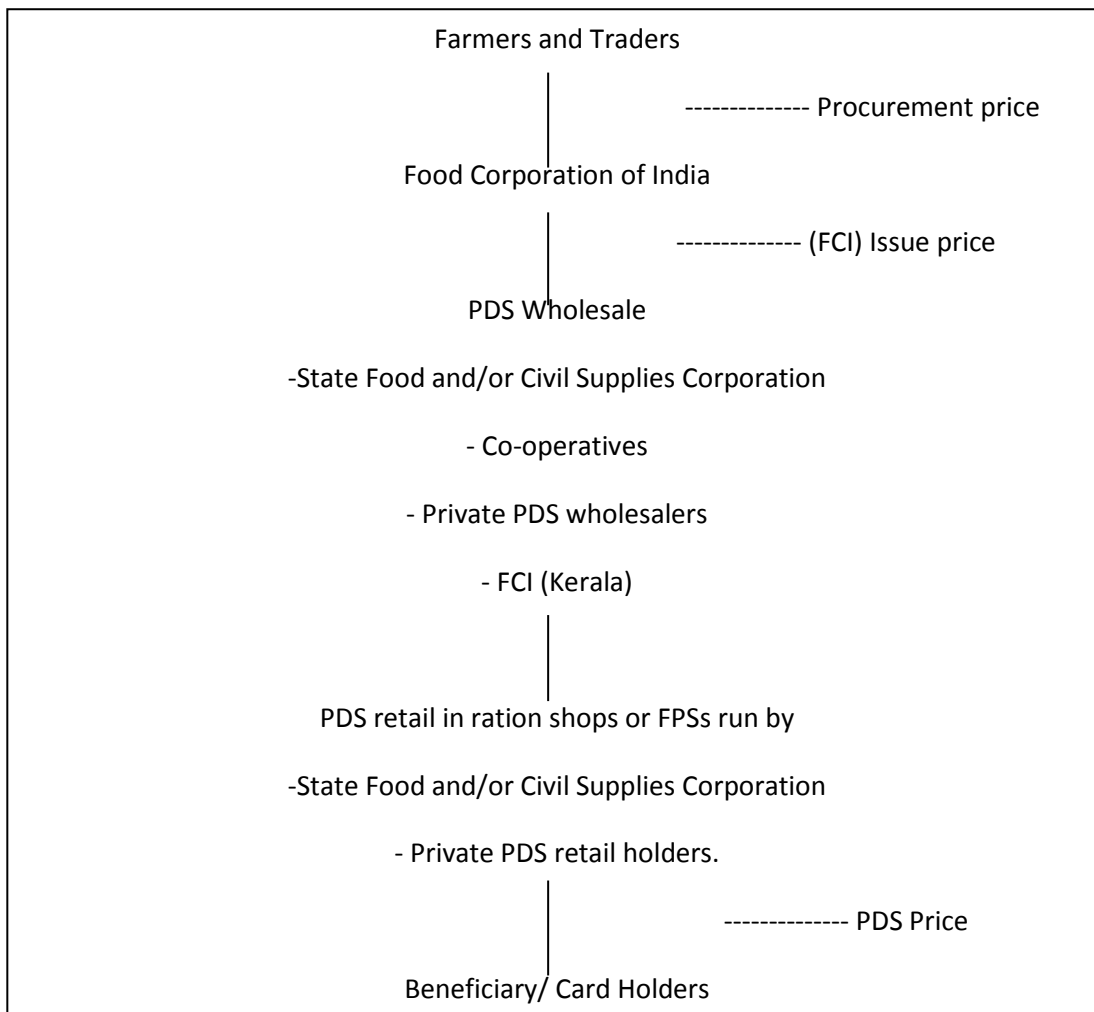 Farmers and Traders
-------------- Procurement price
Food Corporation of India
-------------- (FCI) Issue price
PDS Wholesale
-State Food and/or Civil Supplies Corporation
- Co-operatives
- Private PDS wholesalers
- FCI (Kerala)
PDS retail in ration shops or FPSs run by
-State Food and/or Civil Supplies Corporation
- Private PDS retail holders.
-------------- PDS Price
Beneficiary/ Card Holders